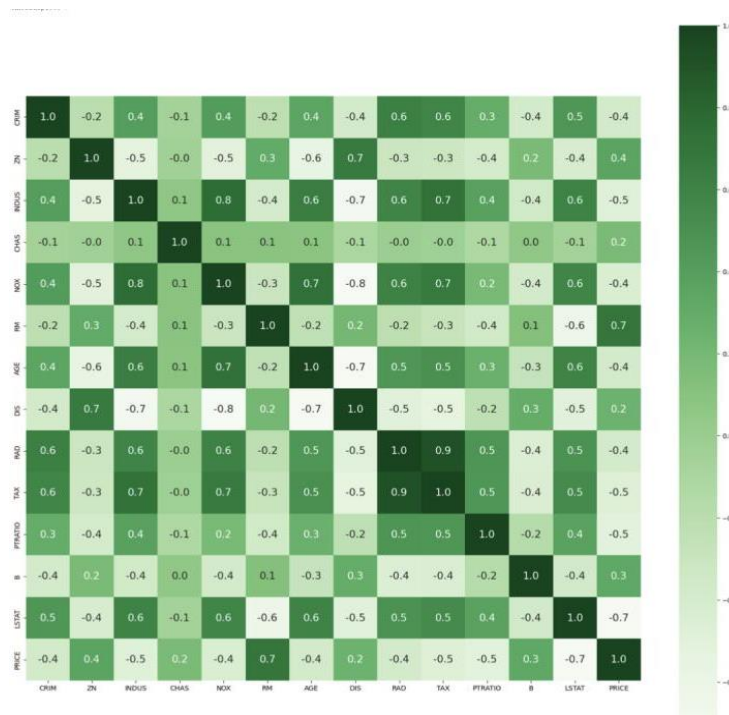 CRIM 1.0 -0.2 0.4 -0.1 0.4 -0.2 0.4 -0.4 0.6 0.6 0.3 -0.4 0.5 -0.4
ZN -0.2 1.0 -0.5 -0.0 -0.5 0.3 -0.6 0.7 -0.3 -0.3 -0.4 0.2 -0.4 0.4
INDUS 0.4 -0.5 1.0 0.1 0.8 -0.4 0.6 -0.7 0.6 0.7 0.4 -0.4 0.6 -0.5
CHAS -0.1 -0.0 0.1 1.0 0.1 0.1 0.1 -0.1 -0.0 -0.0 -0.1 0.0 -0.1 0.2
NOX 0.4 -0.5 0.8 0.1 1.0 -0.3 0.7 -0.8 0.6 0.7 0.2 -0.4 0.6 -0.4
RM -0.2 0.3 -0.4 0.1 -0.3 1.0 -0.2 0.2 -0.2 -0.3 -0.4 0.1 -0.6 0.7
AGE 0.4 -0.6 0.6 0.1 0.7 -0.2 1.0 -0.7 0.5 0.5 0.3 -0.3 0.6 -0.4
DIS -0.4 0.7 -0.7 -0.1 -0.8 0.2 -0.7 1.0 -0.5 -0.5 -0.2 0.3 -0.5 0.2
RAD 0.6 -0.3 0.6 -0.0 0.6 -0.2 0.5 -0.5 1.0 0.9 0.5 -0.4 0.5 -0.4
TAX 0.6 -0.3 0.7 -0.0 0.7 -0.3 0.5 -0.5 0.9 1.0 0.5 -0.4 0.5 -0.5
PTRATIO 0.3 -0.4 0.4 -0.1 0.2 -0.4 0.3 -0.2 0.5 0.5 1.0 -0.2 0.4 -0.5
B -0.4 0.2 -0.4 0.0 -0.4 0.1 -0.3 0.3 -0.4 -0.4 -0.2 1.0 -0.4 0.3
LSTAT 0.5 -0.4 0.6 -0.1 0.6 -0.6 0.6 -0.5 0.5 0.5 0.4 -0.4 1.0 -0.7
PRICE -0.4 0.4 -0.5 0.2 -0.4 0.7 -0.4 0.2 -0.4 -0.5 -0.5 0.3 -0.7 1.0
CRIM ZN INDUS CHAS NOX RM AGE DIS RAD TAX PTRATIO B LSTAT PRICE